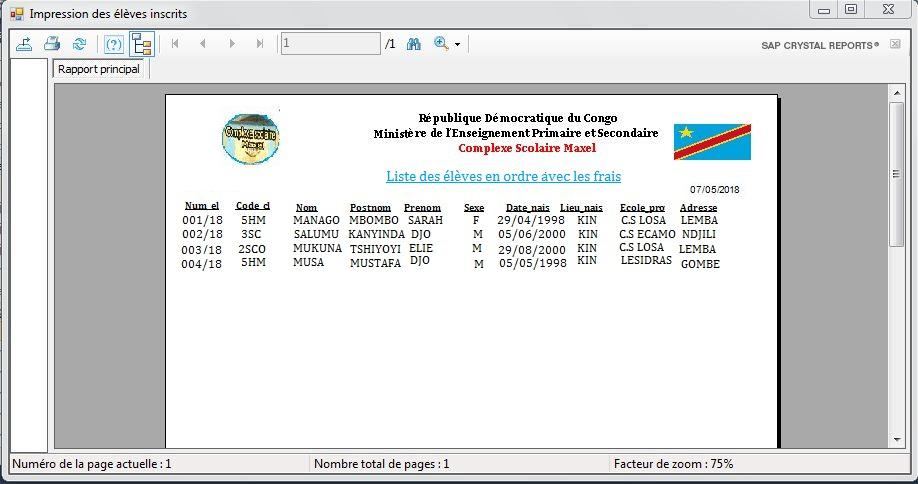 Impression des élèves inscrits
1 /1 SAP CRYSTAL REPORTS®
Rapport principal
République Démocratique du Congo
Ministère de l'Enseignement Primaire et Secondaire
Complexe Scolaire Maxel
Complexe scolaire
Maxel
Liste des élèves en ordre avec les frais
07/05/2018
Num_el Code_cl Nom Postnom Prenom Sexe Date_nais Lieu_nais Ecole_pro Adresse
001/18 5HM MANAGO MBOMBO SARAH F 29/04/1998 KIN C.S LOSA LEMBA
002/18 3SC SALUMU KANYINDA DJO M 05/06/2000 KIN C.S ECAMO NDJILI
003/18 2SCO MUKUNA TSHIYOYI ELIE M 29/08/2000 KIN C.S LOSA LEMBA
004/18 5HM MUSA MUSTAFA DJO M 05/05/1998 KIN LESIDRAS GOMBE
Numéro de la page actuelle : 1 Nombre total de pages : 1 Facteur de zoom : 75%